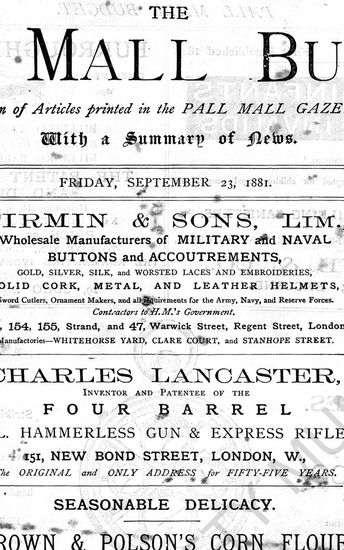 THE
MALL BU
n of Articles printed in the PALL MALL GAZE
With a Summary of News.
FRIDAY, SEPTEMBER 23, 1881.
FIRMIN & SONS, LIM.
Wholesale Manufacturers of MILITARY and NAVAL
BUTTONS and ACCOUTREMENTS,
GOLD, SILVER, SILK, and WORSTED LACES AND EMBROIDERIES,
OLID CORK, METAL, AND LEATHER HELMETS,
Sword Cutlers, Ornament Makers, and all Requirements for the Army, Navy, and Reserve Forces.
Contractors to H.M.'s Government.
, 154, 155, Strand, and 47, Warwick Street, Regent Street, London
Manufactories—WHITEHORSE YARD, CLARE COURT, and STANHOPE STREET.
CHARLES LANCASTER,
INVENTOR AND PATENTEE OF THE
FOUR BARREL
L. HAMMERLESS GUN & EXPRESS RIFLE
151, NEW BOND STREET, LONDON, W.,
The ORIGINAL and ONLY ADDRESS for FIFTY-FIVE YEARS.
SEASONABLE DELICACY.
ROWN & POLSON'S CORN FLOUR